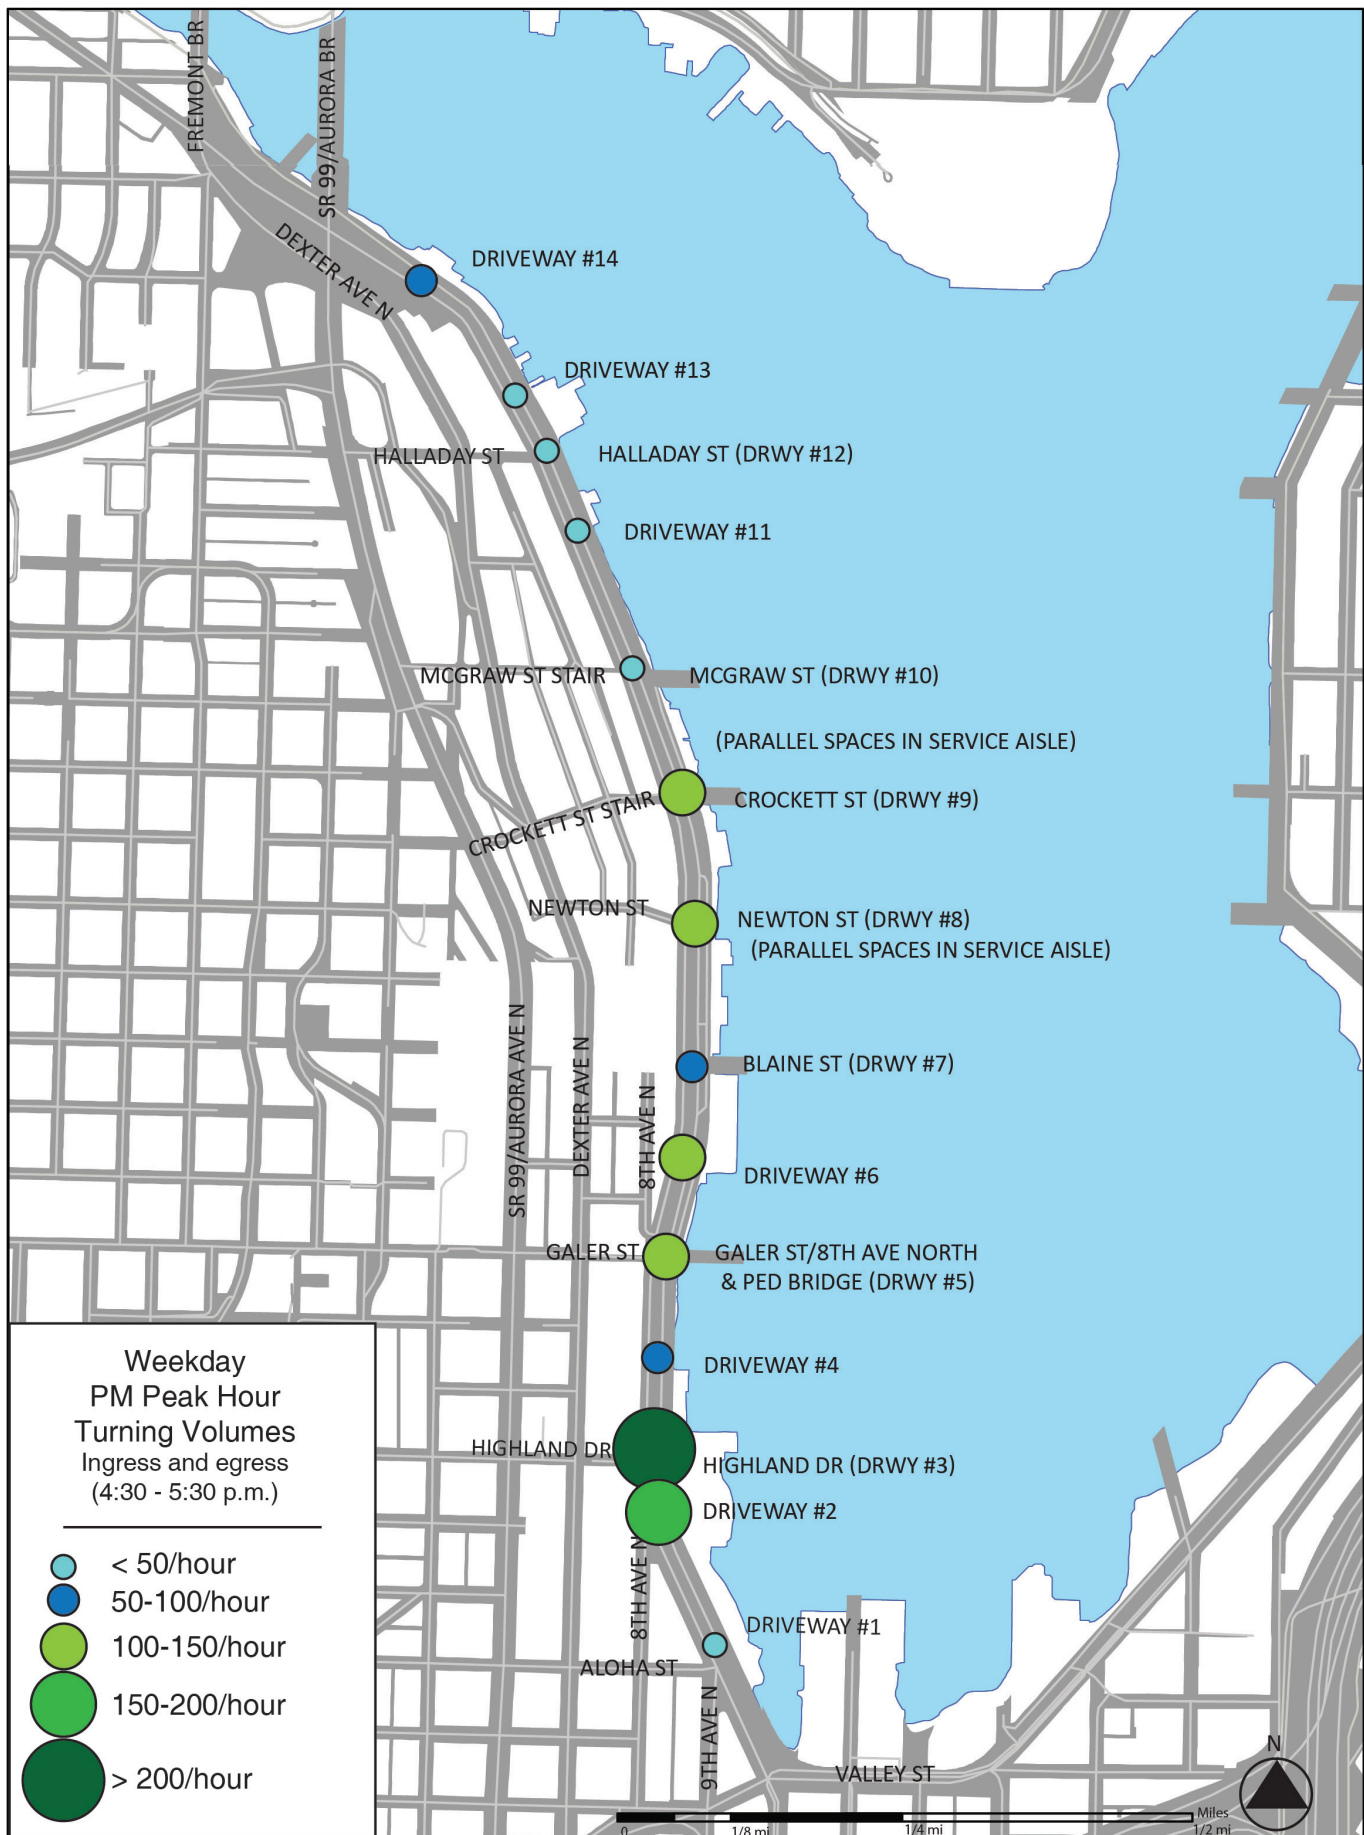 FREMONT BR
SR 99/AURORA BR
DEXTER AVE N
DRIVEWAY #14
DRIVEWAY #13
HALLADAY ST
HALLADAY ST (DRWY #12)
DRIVEWAY #11
MCGRAW ST STAIR
MCGRAW ST (DRWY #10)
(PARALLEL SPACES IN SERVICE AISLE)
CROCKETT ST STAIR
CROCKETT ST (DRWY #9)
NEWTON ST
NEWTON ST (DRWY #8)
(PARALLEL SPACES IN SERVICE AISLE)
SR 99/AURORA AVE N
DEXTER AVE N
8TH AVE N
BLAINE ST (DRWY #7)
DRIVEWAY #6
GALER ST
GALER ST/8TH AVE NORTH
& PED BRIDGE (DRWY #5)
DRIVEWAY #4
HIGHLAND DR
HIGHLAND DR (DRWY #3)
DRIVEWAY #2
8TH AVE N
DRIVEWAY #1
ALOHA ST
9TH AVE N
VALLEY ST
Weekday
PM Peak Hour
Turning Volumes
Ingress and egress
(4:30 - 5:30 p.m.)
< 50/hour
50-100/hour
100-150/hour
150-200/hour
> 200/hour
N
Miles
0 1/8 mi 1/4 mi 1/2 mi